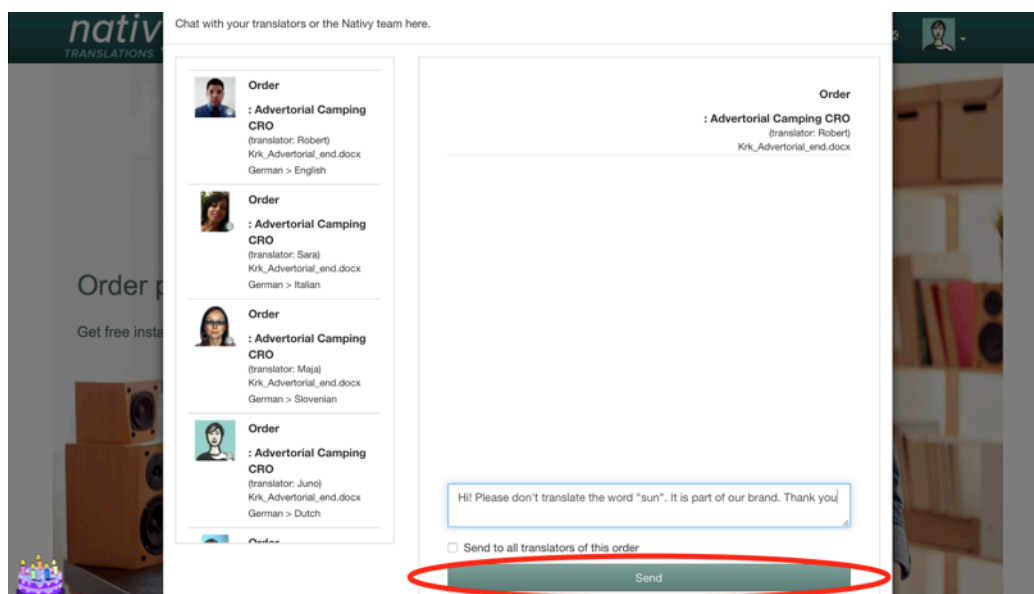 nativ
TRANSLATIONS
Chat with your translators or the Nativy team here.
Order
: Advertorial Camping
CRO
(translator: Robert)
Krk_Advertorial_end.docx
German > English
Order
: Advertorial Camping
CRO
(translator: Sara)
Krk_Advertorial_end.docx
German > Italian
Order
: Advertorial Camping
CRO
(translator: Maja)
Krk_Advertorial_end.docx
German > Slovenian
Order
: Advertorial Camping
CRO
(translator: Juno)
Krk_Advertorial_end.docx
German > Dutch
Order
Order
: Advertorial Camping CRO
(translator: Robert)
Krk_Advertorial_end.docx
Hi! Please don't translate the word "sun". It is part of our brand. Thank you
Send to all translators of this order
Send
Order p
Get free insta